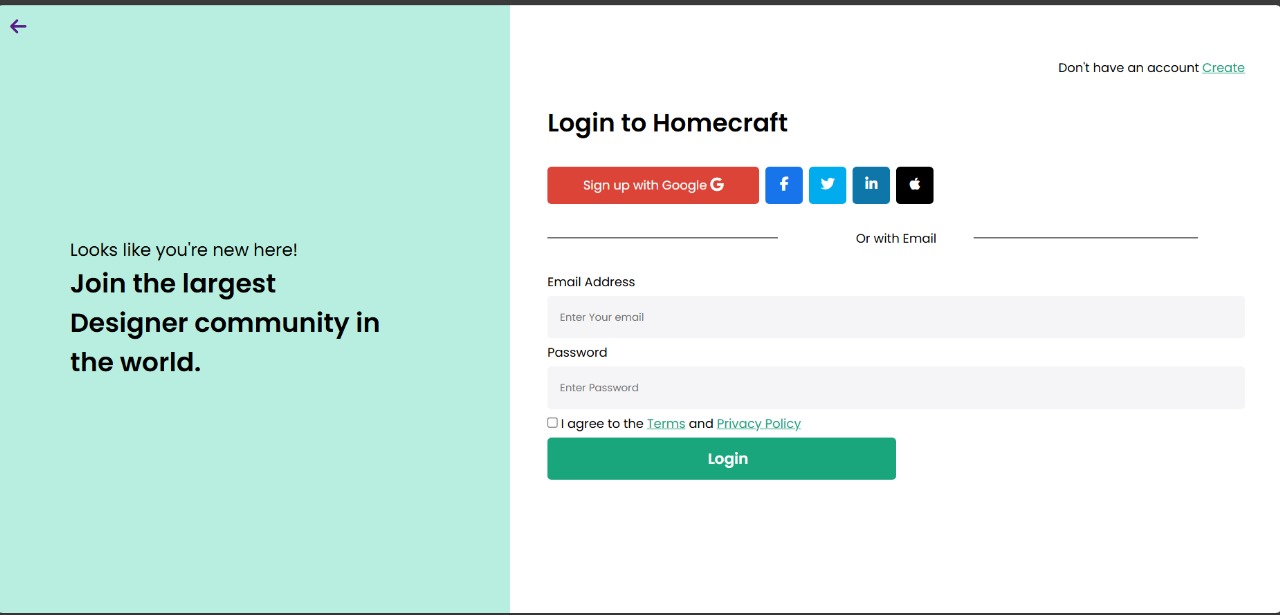 Don't have an account Create
Login to Homecraft
Sign up with Google G
Or with Email
Looks like you're new here!
Join the largest
Designer community in
the world.
Email Address
Enter Your email
Password
Enter Password
I agree to the Terms and Privacy Policy
Login